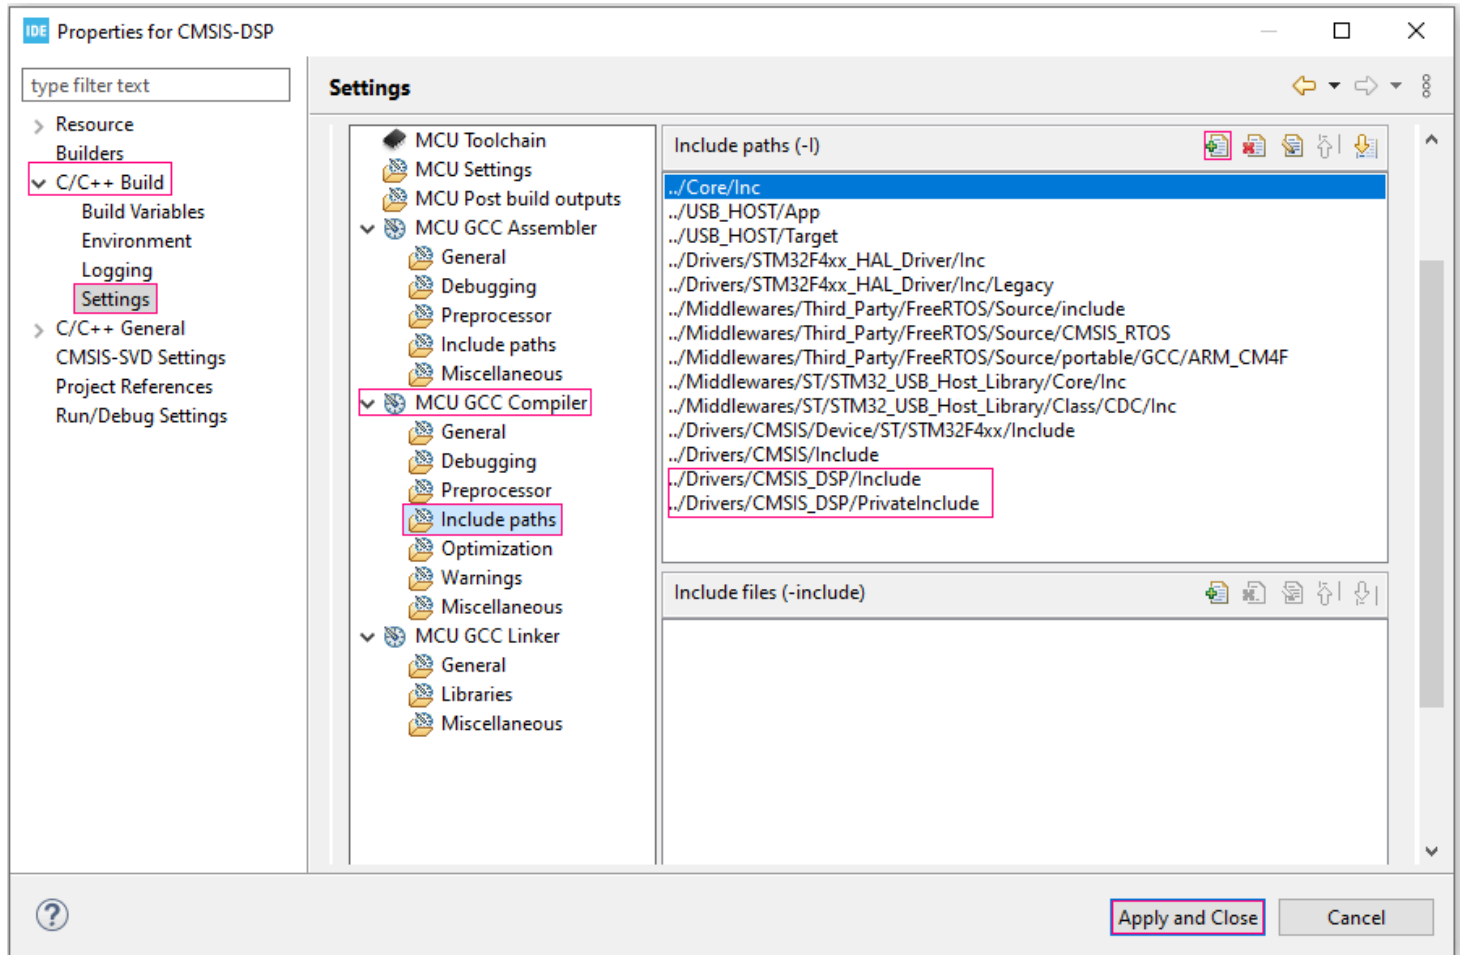 IDE Properties for CMSIS-DSP
type filter text
Resource
Builders
C/C++ Build
Build Variables
Environment
Logging
Settings
C/C++ General
CMSIS-SVD Settings
Project References
Run/Debug Settings
Settings
MCU Toolchain
MCU Settings
MCU Post build outputs
MCU GCC Assembler
General
Debugging
Preprocessor
Include paths
Miscellaneous
MCU GCC Compiler
General
Debugging
Preprocessor
Include paths
Optimization
Warnings
Miscellaneous
MCU GCC Linker
General
Libraries
Miscellaneous
Include paths (-I)
../Core/Inc
../USB_HOST/App
../USB_HOST/Target
../Drivers/STM32F4xx_HAL_Driver/Inc
../Drivers/STM32F4xx_HAL_Driver/Inc/Legacy
../Middlewares/Third_Party/FreeRTOS/Source/include
../Middlewares/Third_Party/FreeRTOS/Source/CMSIS_RTOS
../Middlewares/Third_Party/FreeRTOS/Source/portable/GCC/ARM_CM4F
../Middlewares/ST/STM32_USB_Host_Library/Core/Inc
../Middlewares/ST/STM32_USB_Host_Library/Class/CDC/Inc
../Drivers/CMSIS/Device/ST/STM32F4xx/Include
../Drivers/CMSIS/Include
../Drivers/CMSIS_DSP/Include
../Drivers/CMSIS_DSP/PrivateInclude
Include files (-include)
?
Apply and Close
Cancel